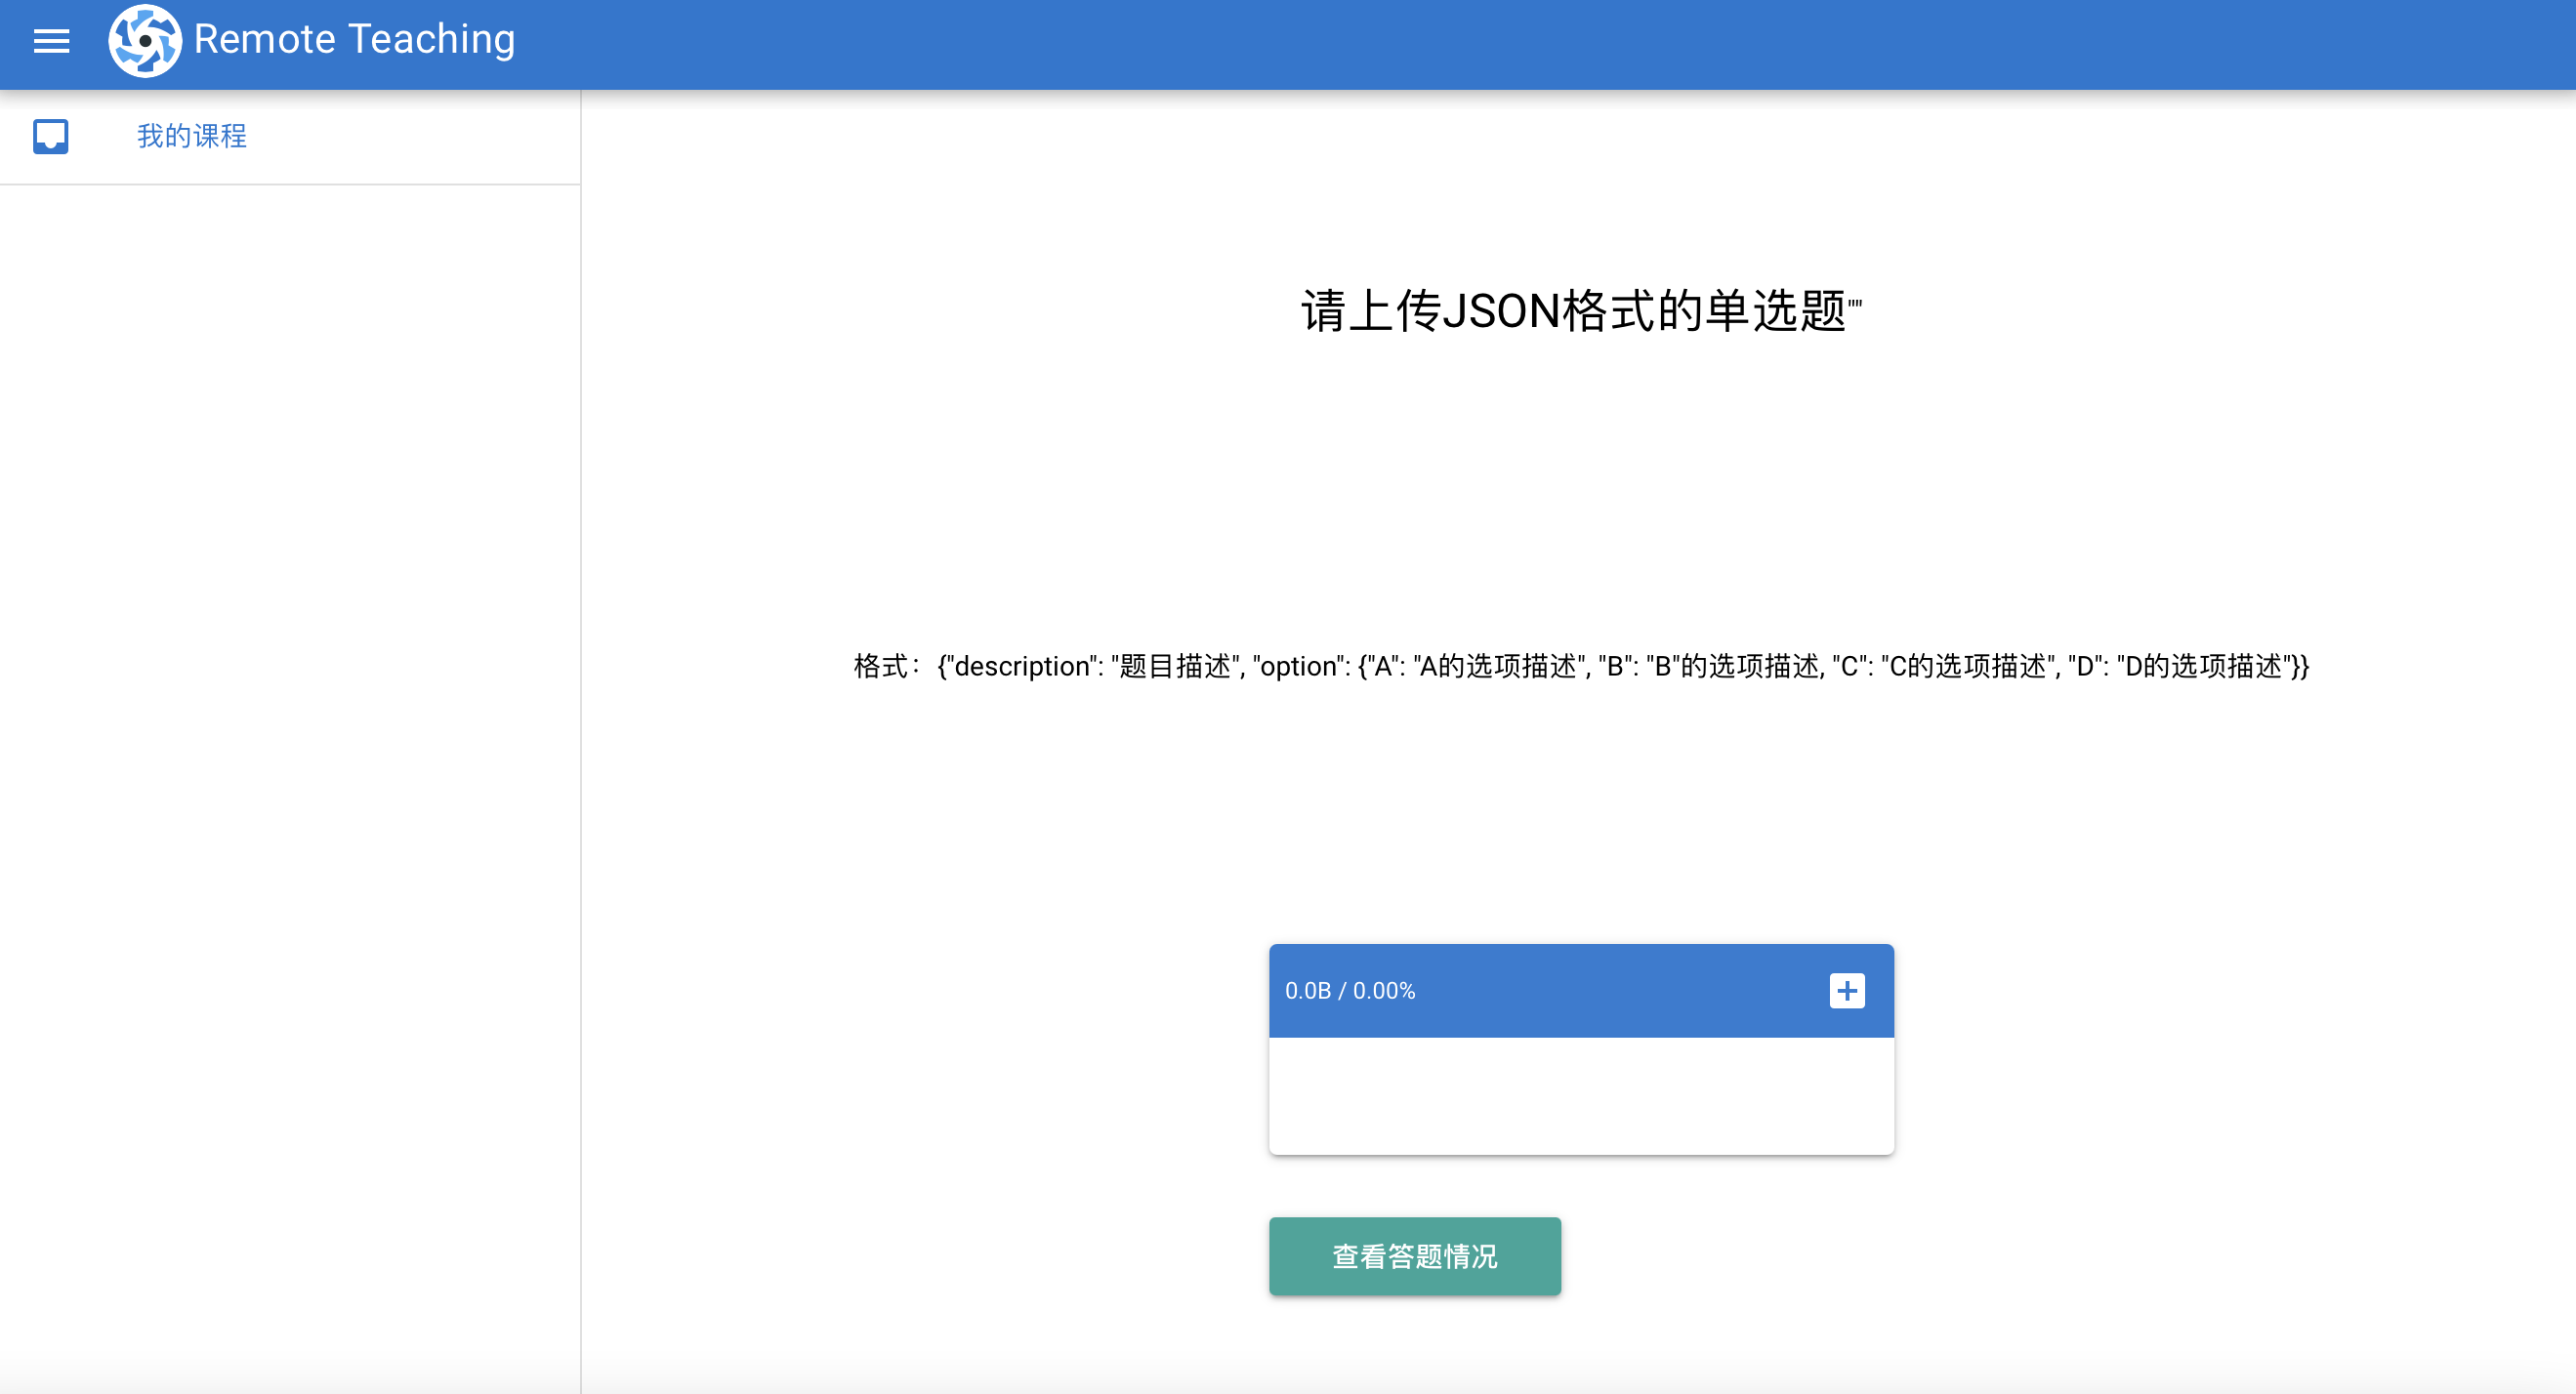 Remote Teaching
我的课程
请上传JSON格式的单选题""
格式：{"description": "题目描述", "option": {"A": "A的选项描述", "B": "B"的选项描述, "C": "C的选项描述", "D": "D的选项描述"}}
0.0B / 0.00%
查看答题情况